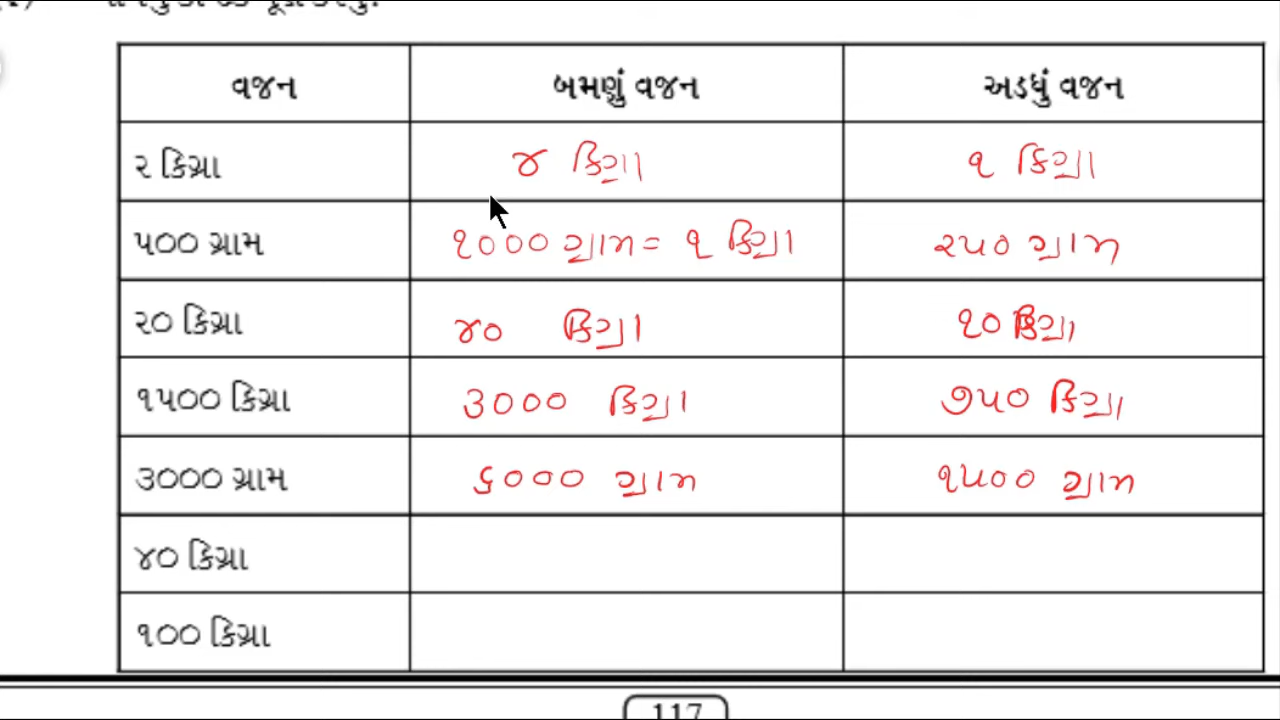 વજન બમણું વજન અડધું વજન
૨ કિગ્રા ૪ કિગ્રા ૧ કિગ્રા
૫૦૦ ગ્રામ ૧૦૦૦ ગ્રામ = ૧ કિગ્રા ૨૫૦ ગ્રામ
૨૦ કિગ્રા ૪૦ કિગ્રા ૧૦ કિગ્રા
૧૫૦૦ કિગ્રા ૩૦૦૦ કિગ્રા ૭૫૦ કિગ્રા
૩૦૦૦ ગ્રામ ૬૦૦૦ ગ્રામ ૧૫૦૦ ગ્રામ
૪૦ કિગ્રા
૧૦૦ કિગ્રા
117